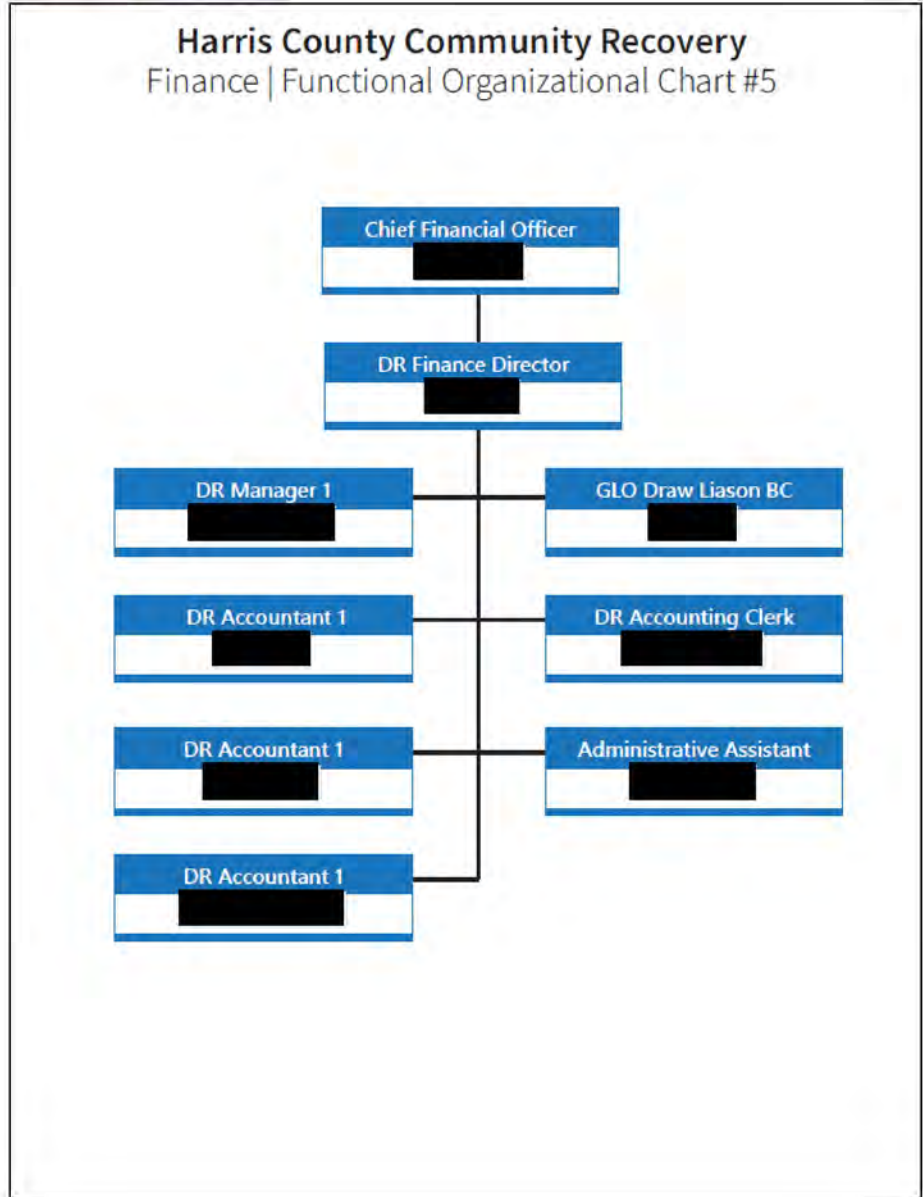 Harris County Community Recovery
Finance | Functional Organizational Chart #5
Chief Financial Officer
DR Finance Director
DR Manager 1
GLO Draw Liason BC
DR Accountant 1
DR Accounting Clerk
DR Accountant 1
Administrative Assistant
DR Accountant 1